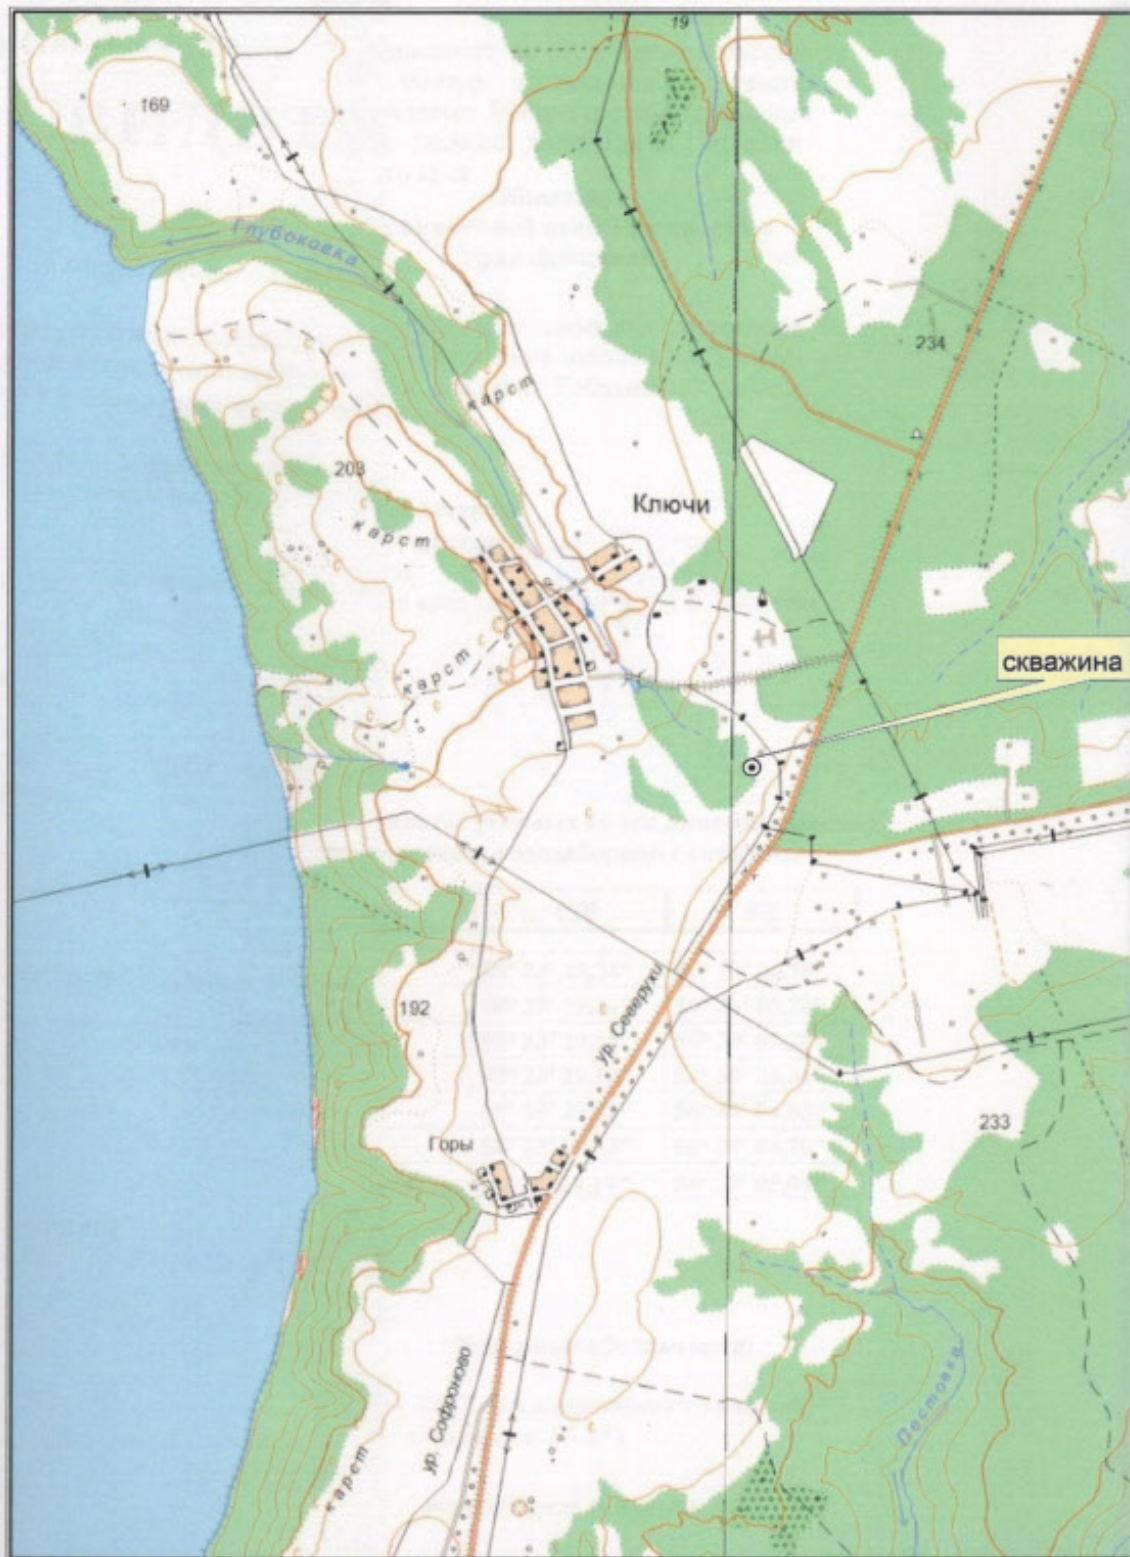 19
169
Глубоковка
234
карст
203
Ключи
карст
скважина
карст
ур. Северухи
192
233
Горы
ур. Софроново
Пестовка
карст